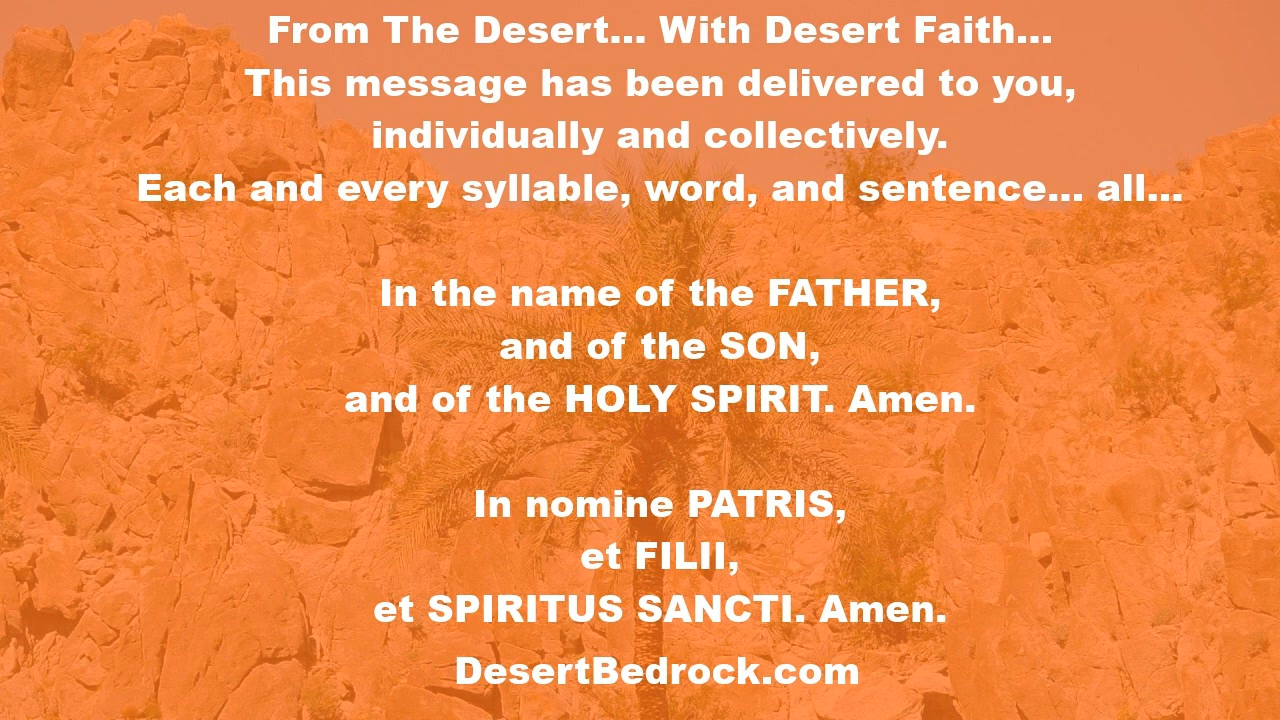 From The Desert... With Desert Faith...
This message has been delivered to you,
individually and collectively.
Each and every syllable, word, and sentence... all...
In the name of the FATHER,
and of the SON,
and of the HOLY SPIRIT. Amen.
In nomine PATRIS,
et FILII,
et SPIRITUS SANCTI. Amen.
DesertBedrock.com